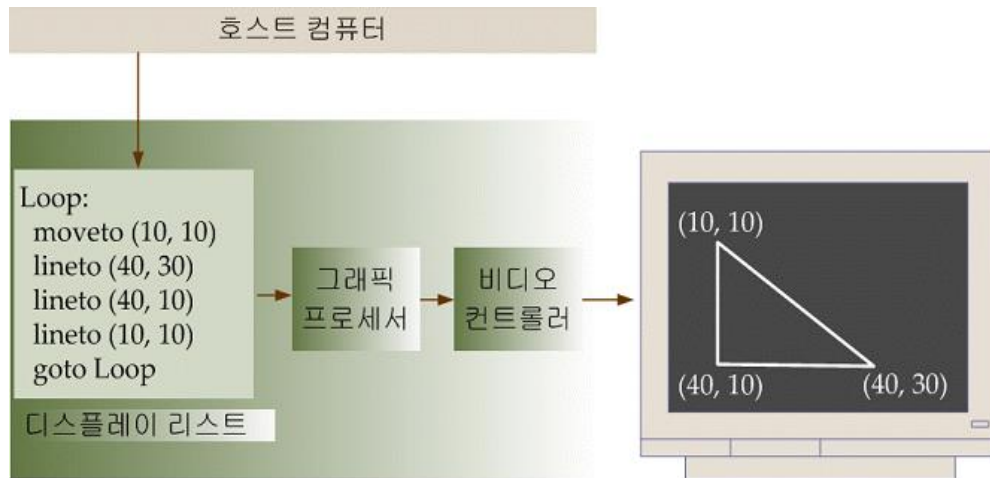 호스트 컴퓨터
Loop:
moveto (10, 10)
lineto (40, 30)
lineto (40, 10)
lineto (10, 10)
goto Loop
디스플레이 리스트
그래픽
프로세서
비디오
컨트롤러
(10, 10)
(40, 10)
(40, 30)